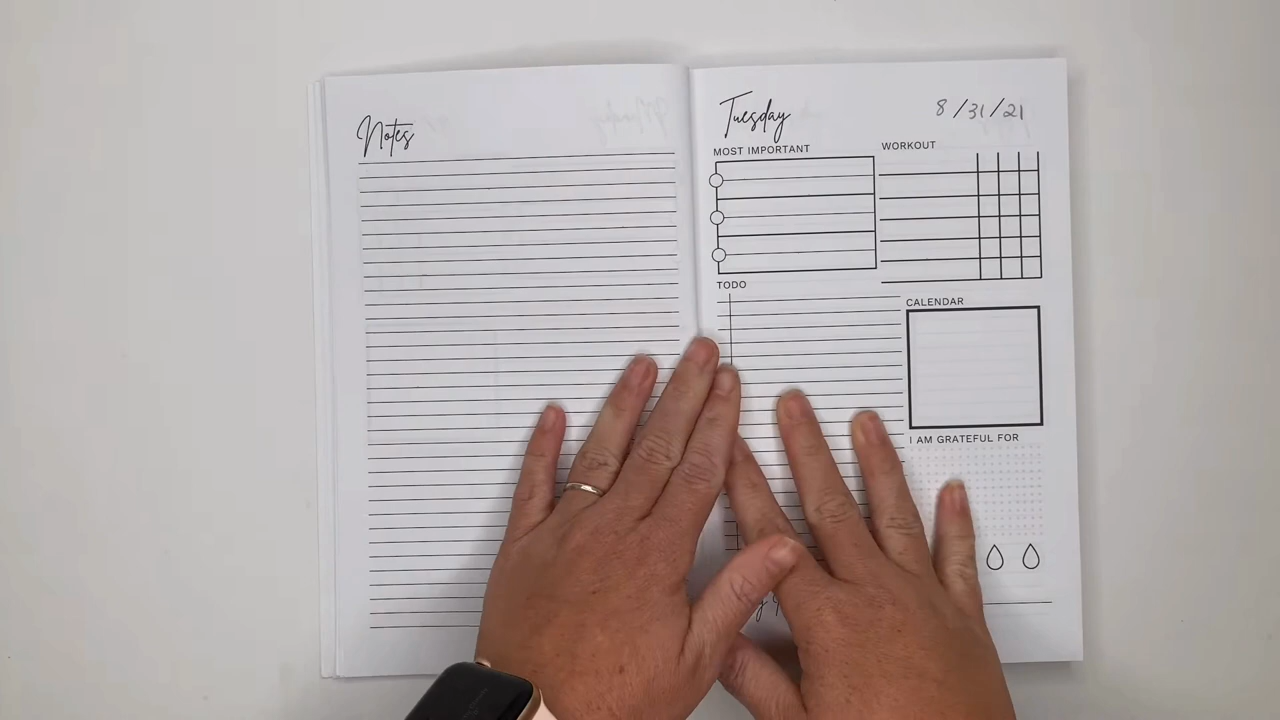 Notes
Tuesday
8/31/21
MOST IMPORTANT
WORKOUT
TODO
CALENDAR
I AM GRATEFUL FOR